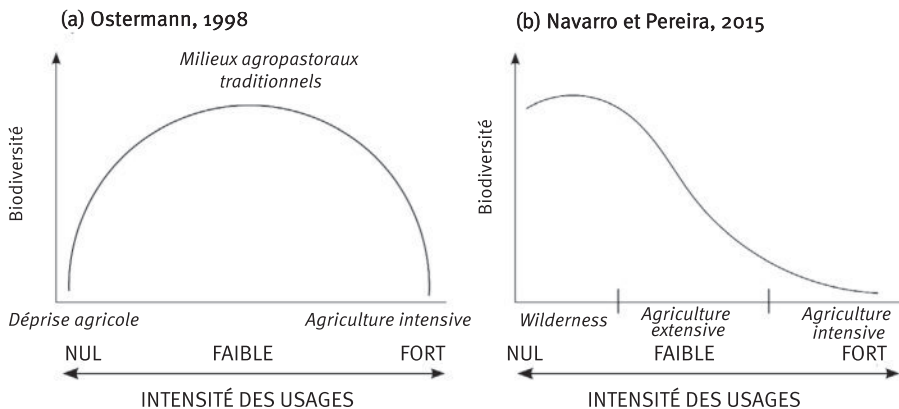 (a) Ostermann, 1998
Milieux agropastoraux
traditionnels
Biodiversité
Déprise agricole
Agriculture intensive
NUL
FAIBLE
FORT
INTENSITÉ DES USAGES
(b) Navarro et Pereira, 2015
Biodiversité
Wilderness
Agriculture
extensive
Agriculture
intensive
NUL
FAIBLE
FORT
INTENSITÉ DES USAGES